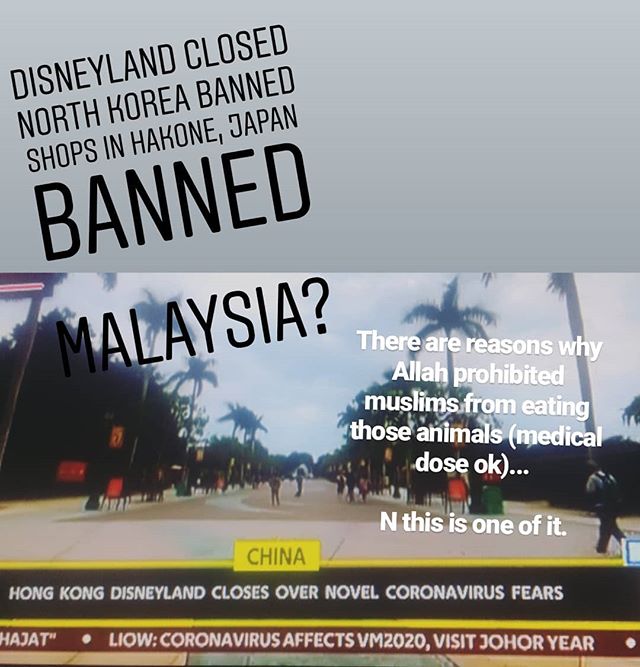 DISNEYLAND CLOSED
NORTH KOREA BANNED
SHOPS IN HAKONE, JAPAN
BANNED
MALAYSIA?
There are reasons why
Allah prohibited
muslims from eating
those animals (medical
dose ok)...
N this is one of it.
CHINA
HONG KONG DISNEYLAND CLOSES OVER NOVEL CORONAVIRUS FEARS
HAJAT" • LIOW: CORONAVIRUS AFFECTS VM2020, VISIT JOHOR YEAR •